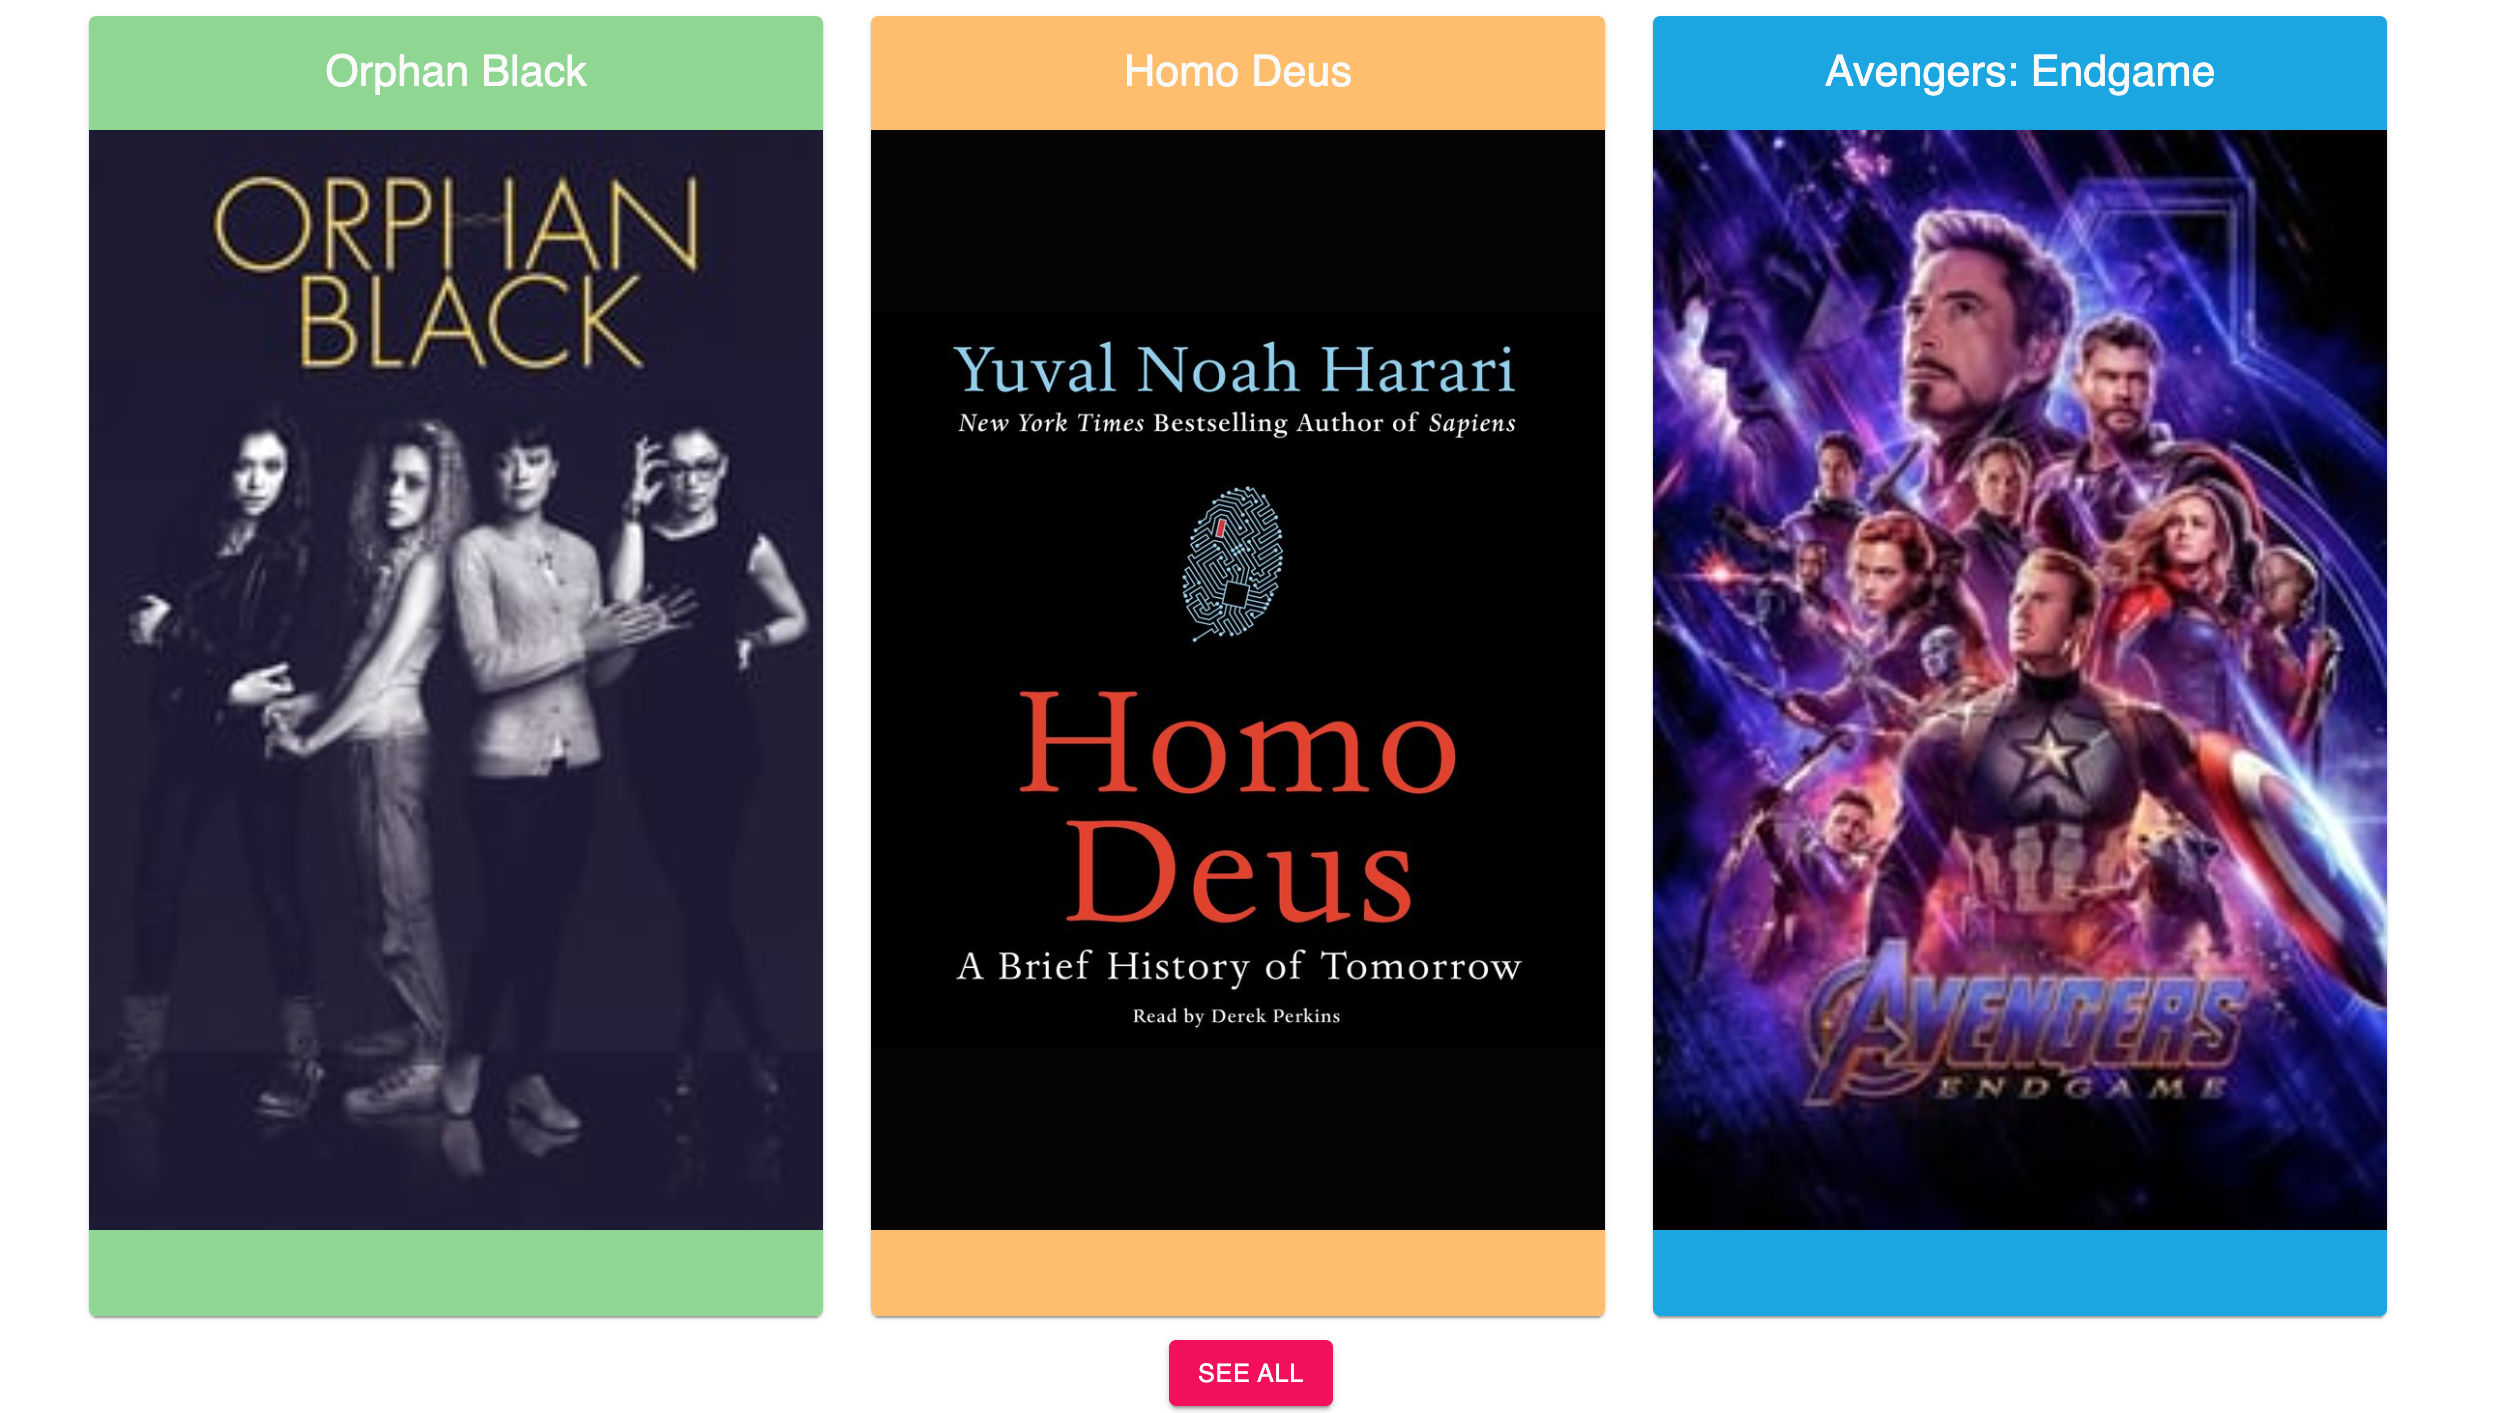 Orphan Black
ORPHAN
BLACK
Homo Deus
Yuval Noah Harari
New York Times Bestselling Author of Sapiens
Homo
Deus
A Brief History of Tomorrow
Read by Derek Perkins
Avengers: Endgame
AVENGERS
ENDGAME
SEE ALL